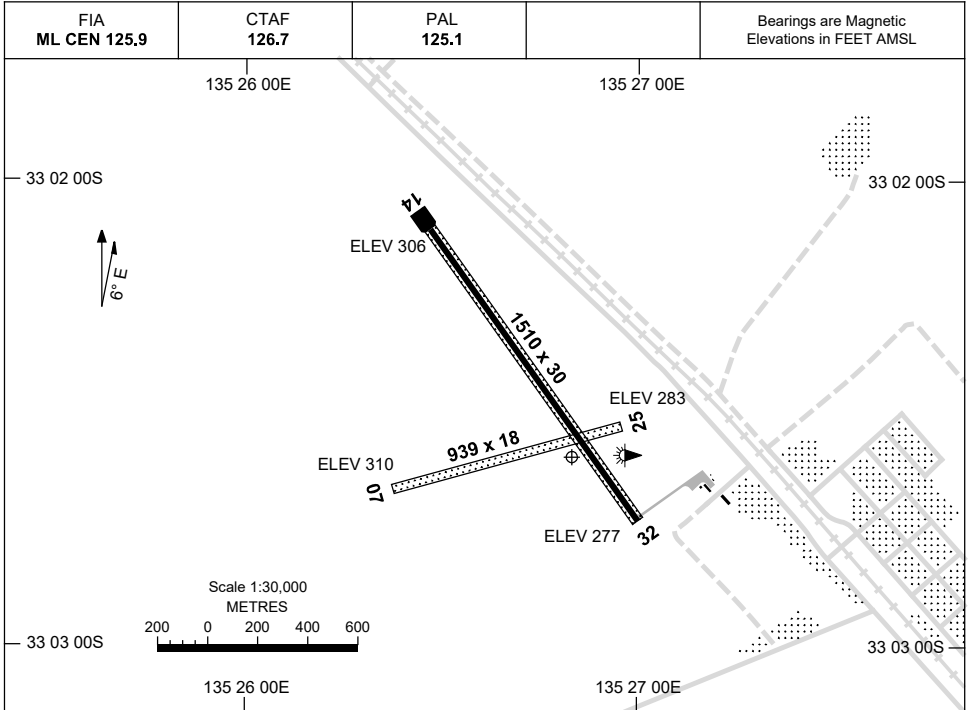 FIA
ML CEN 125.9
CTAF
126.7
PAL
125.1
Bearings are Magnetic
Elevations in FEET AMSL
135 26 00E
135 27 00E
33 02 00S
33 02 00S
14
ELEV 306
6° E
1510 x 30
ELEV 283
25
939 x 18
ELEV 310
07
ELEV 277
32
Scale 1:30,000
METRES
200 0 200 400 600
33 03 00S
33 03 00S
135 26 00E
135 27 00E